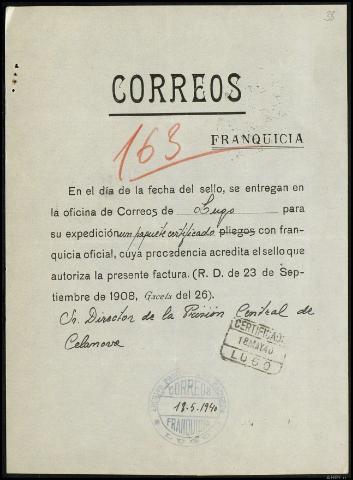 38
CORREOS
163
FRANQUICIA
En el día de la fecha del sello, se entregan en
la oficina de Correos de Lugo para
su expedición un paquete certificado pliegos con fran-
quicia oficial, cuya procedencia acredita el sello que
autoriza la presente factura. (R. D. de 23 de Sep-
tiembre de 1908, Gaceta del 26).
Sr. Director de la Prisión Central de
Celanova
CERTIFICADO
18 MAY 40
LUGO
CORREOS
18-5-1940
FRANQUICIA
LUGO